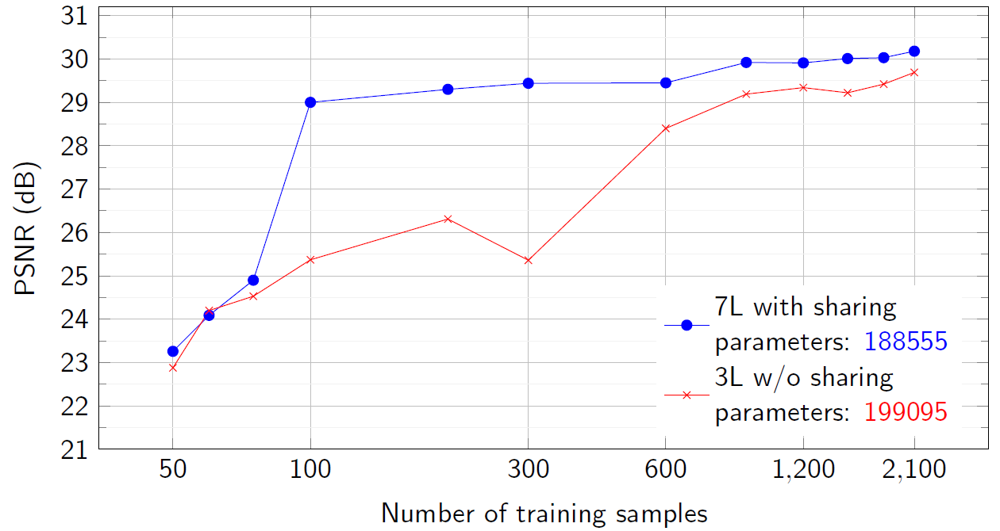 31
30
29
28
27
26
25
24
23
22
21
PSNR (dB)
7L with sharing
parameters: 188555
3L w/o sharing
parameters: 199095
50 100 300 600 1,200 2,100
Number of training samples